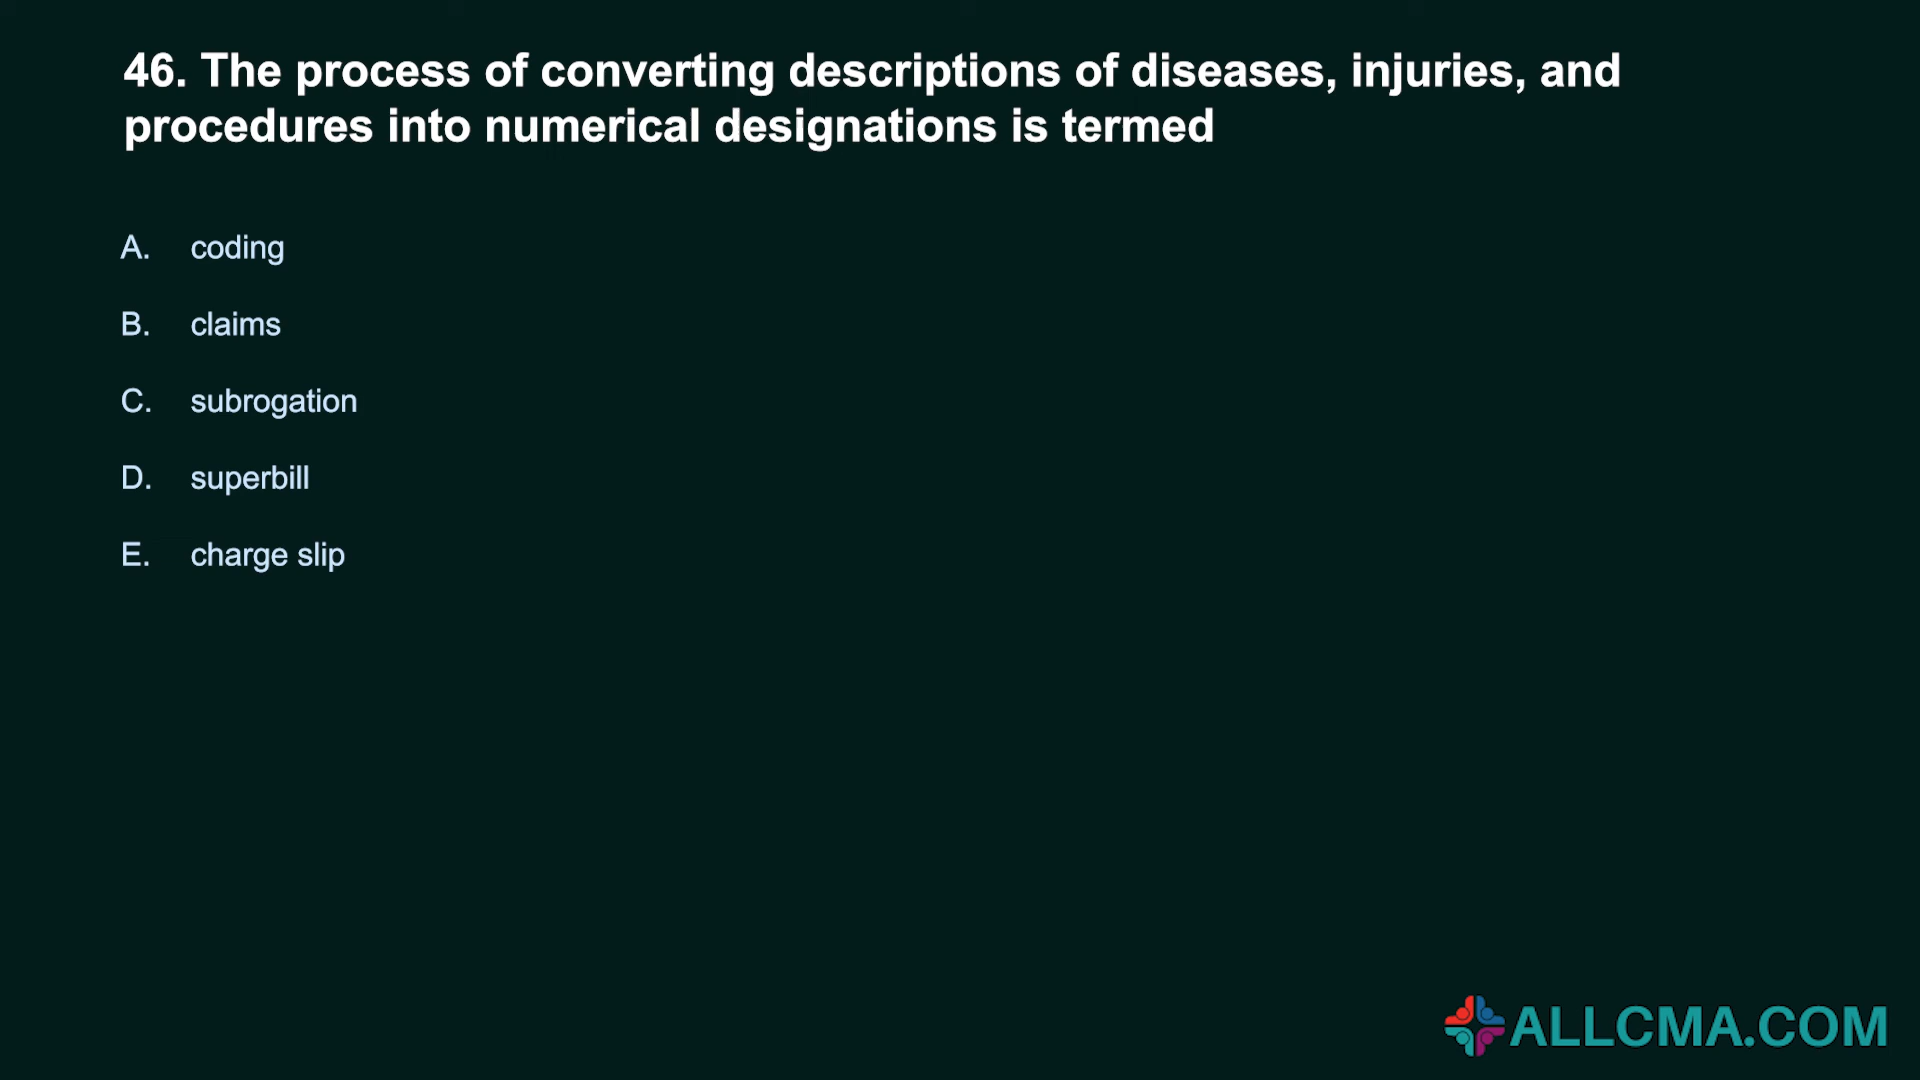 46. The process of converting descriptions of diseases, injuries, and
procedures into numerical designations is termed
A. coding
B. claims
C. subrogation
D. superbill
E. charge slip
ALLCMA.COM